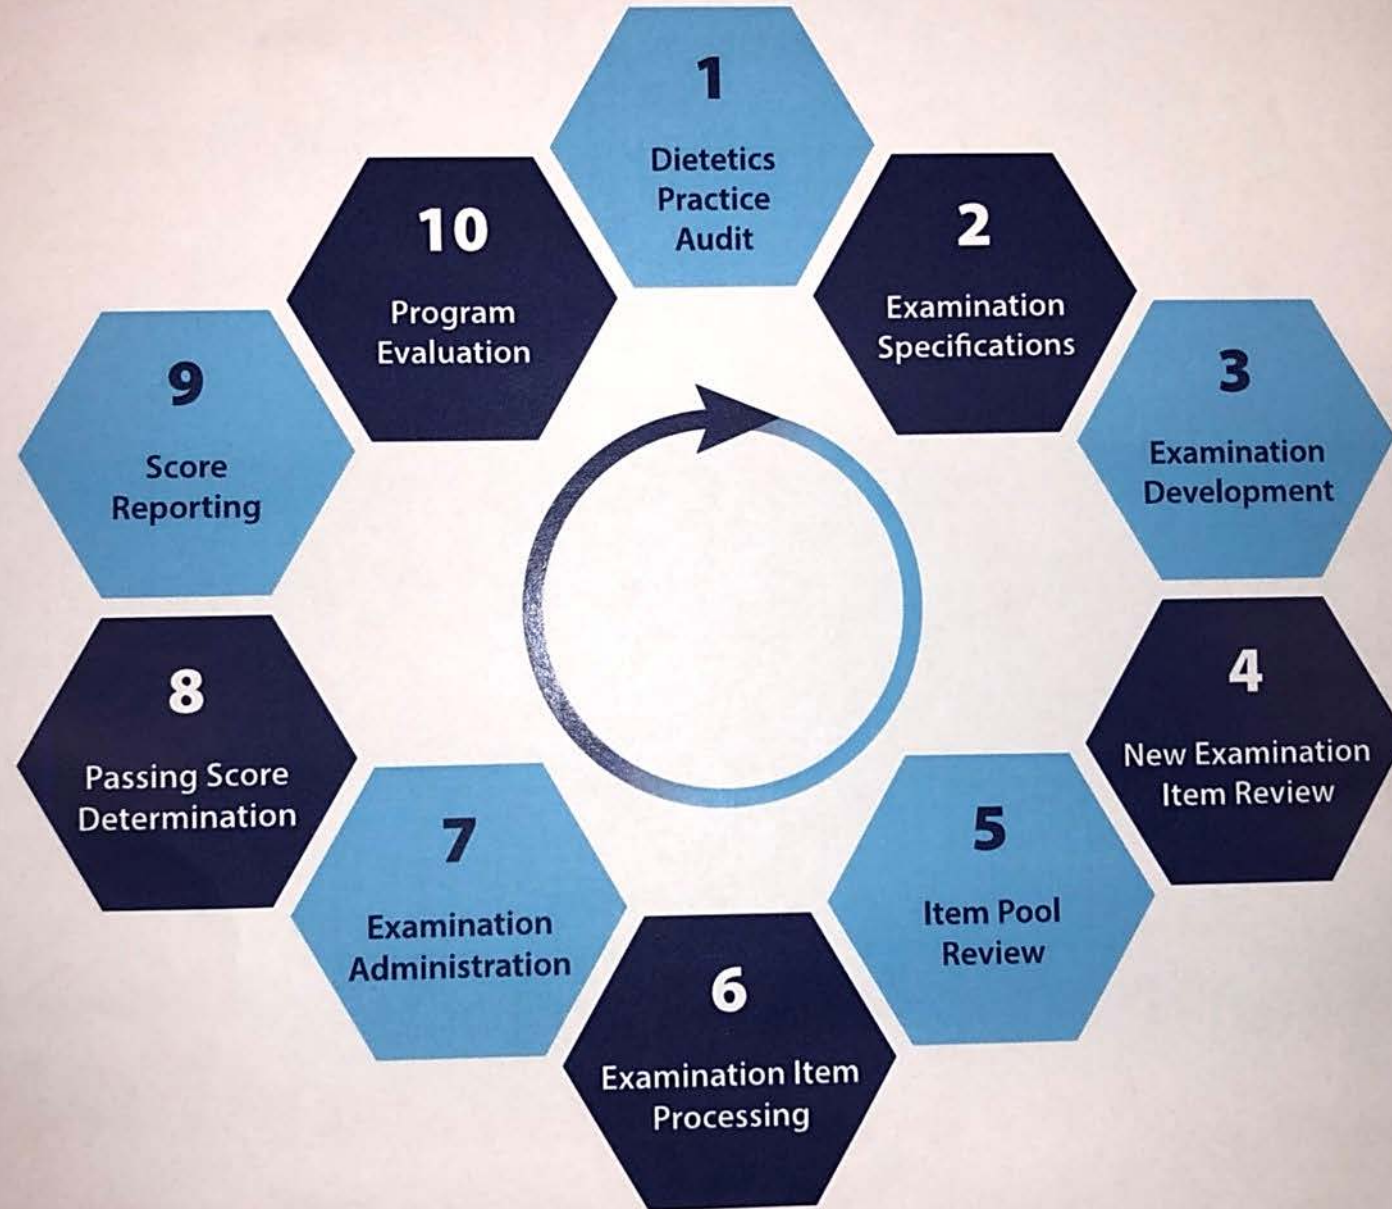 1
Dietetics
Practice
Audit
2
Examination
Specifications
3
Examination
Development
4
New Examination
Item Review
5
Item Pool
Review
6
Examination Item
Processing
7
Examination
Administration
8
Passing Score
Determination
9
Score
Reporting
10
Program
Evaluation